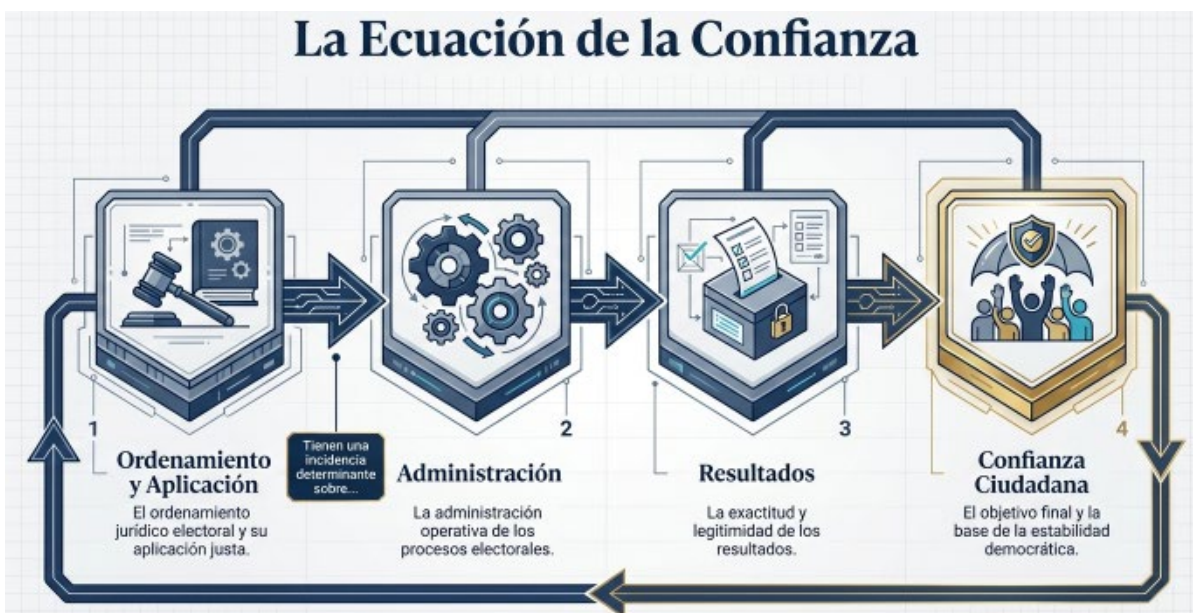 La Ecuación de la Confianza
1
Ordenamiento
y Aplicación
El ordenamiento
jurídico electoral y su
aplicación justa.
Tienen una
incidencia
determinante
sobre...
2
Administración
La administración
operativa de los
procesos electorales.
3
Resultados
La exactitud y
legitimidad de los
resultados.
4
Confianza
Ciudadana
El objetivo final y la
base de la estabilidad
democrática.